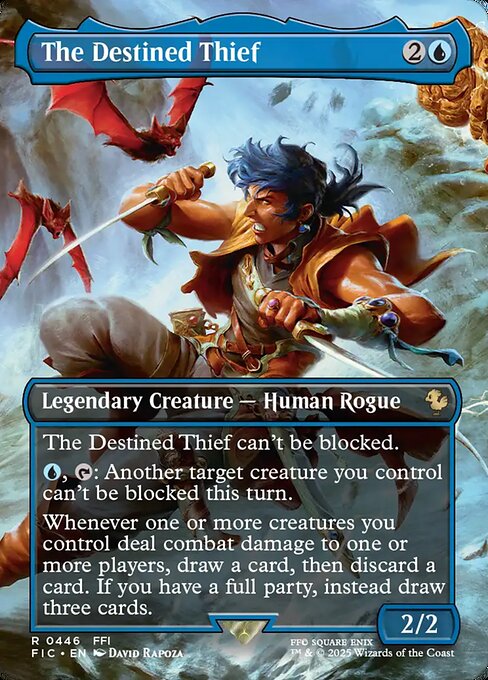 The Destined Thief 2
Legendary Creature — Human Rogue
The Destined Thief can't be blocked.
, : Another target creature you control
can't be blocked this turn.
Whenever one or more creatures you
control deal combat damage to one or
more players, draw a card, then discard a
card. If you have a full party, instead draw
three cards.
2/2
R 0446 FFI
FIC • EN David Rapoza
FFO SQUARE ENIX
™ & © 2025 Wizards of the Coast